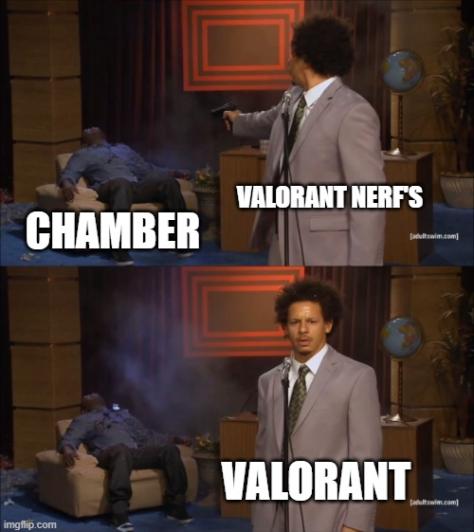 VALORANT NERF'S
CHAMBER
[adultswim.com]
VALORANT
[adultswim.com]
imgflip.com